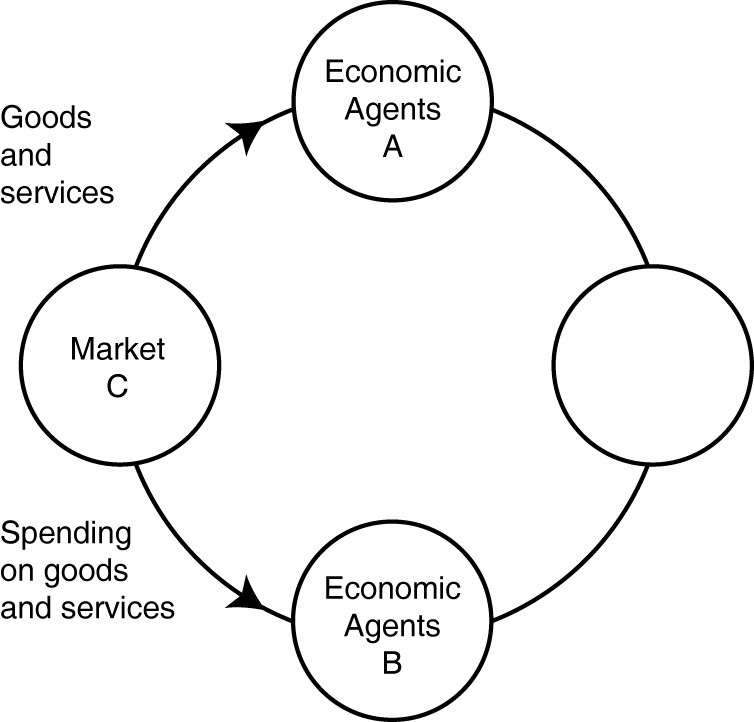 Economic
Agents
A
Goods
and
services
Market
C
Spending
on goods
and services
Economic
Agents
B